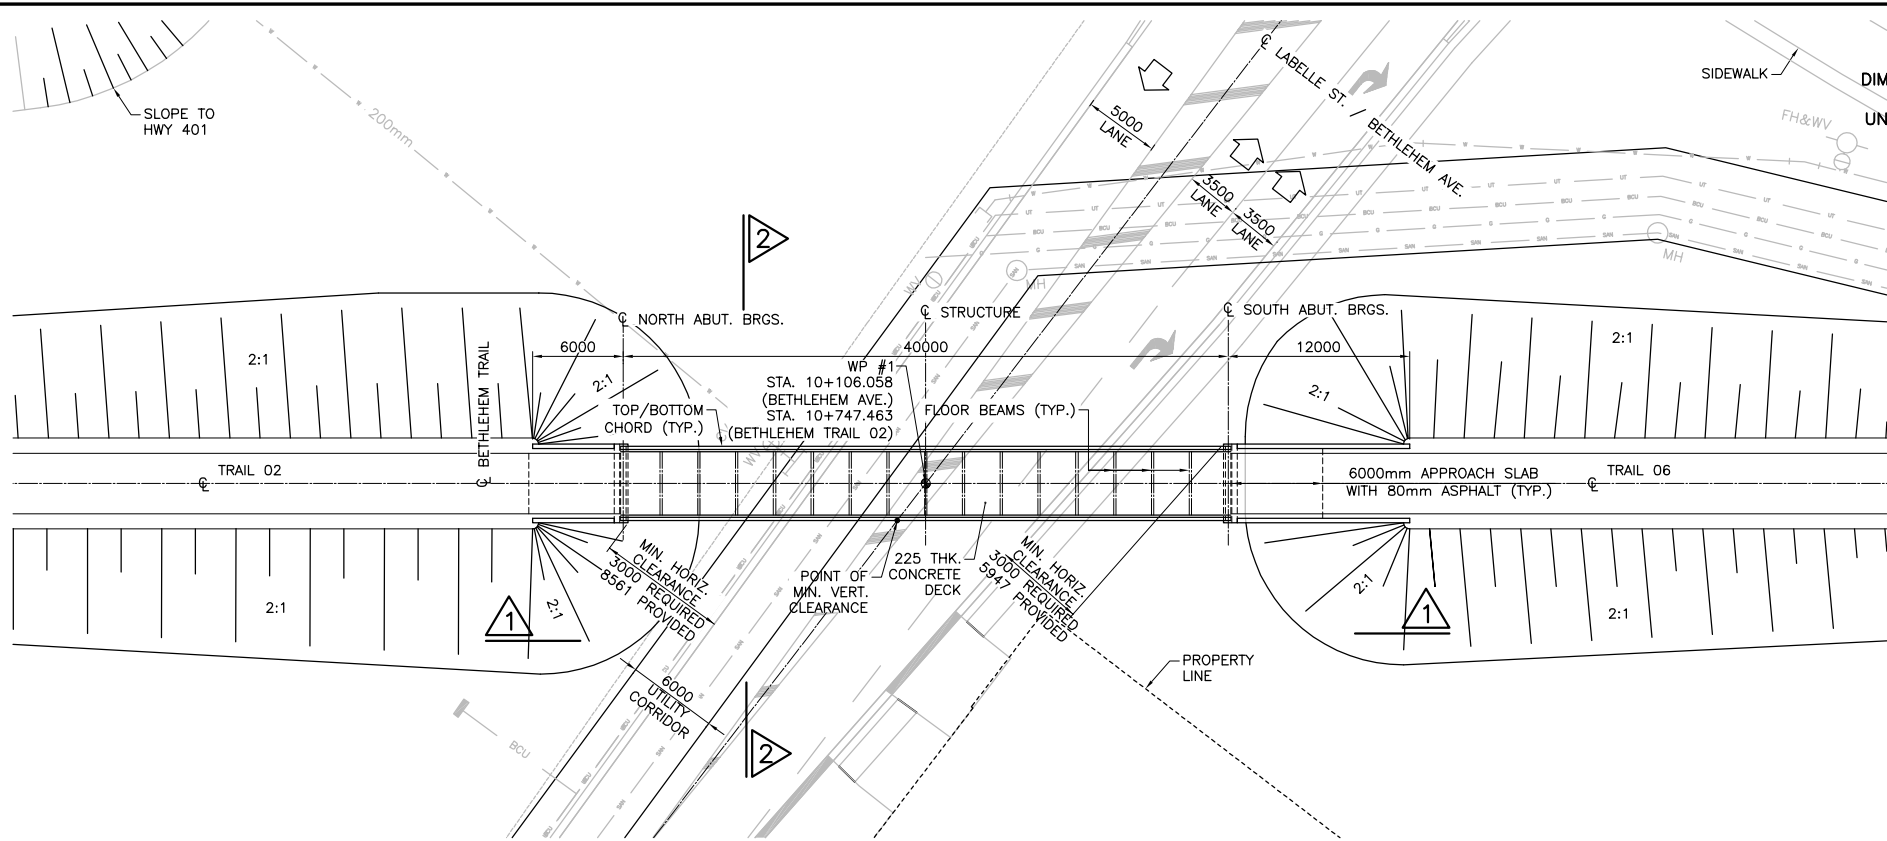 SLOPE TO
HWY 401
200mm
5000
LANE
℄ LABELLE ST. / BETHLEHEM AVE.
SIDEWALK
DIM
UN
FH&WV
3500
LANE
3500
LANE
MH
MH
WV
2
℄ NORTH ABUT. BRGS.
℄ STRUCTURE
℄ SOUTH ABUT. BRGS.
6000
40000
12000
2:1
2:1
2:1
2:1
℄ BETHLEHEM TRAIL
WP #1
STA. 10+106.058
(BETHLEHEM AVE.)
STA. 10+747.463
(BETHLEHEM TRAIL 02)
TOP/BOTTOM
CHORD (TYP.)
FLOOR BEAMS (TYP.)
℄ TRAIL 02
6000mm APPROACH SLAB
WITH 80mm ASPHALT (TYP.)
℄ TRAIL 06
MIN. HORIZ.
CLEARANCE
3000 REQUIRED
8561 PROVIDED
POINT OF
MIN. VERT.
CLEARANCE
225 THK.
CONCRETE
DECK
MIN. HORIZ.
CLEARANCE
3000 REQUIRED
5947 PROVIDED
2:1
2:1
2:1
2:1
1
1
PROPERTY
LINE
6000
UTILITY
CORRIDOR
BCU
2
UT
BCU
G
SAN